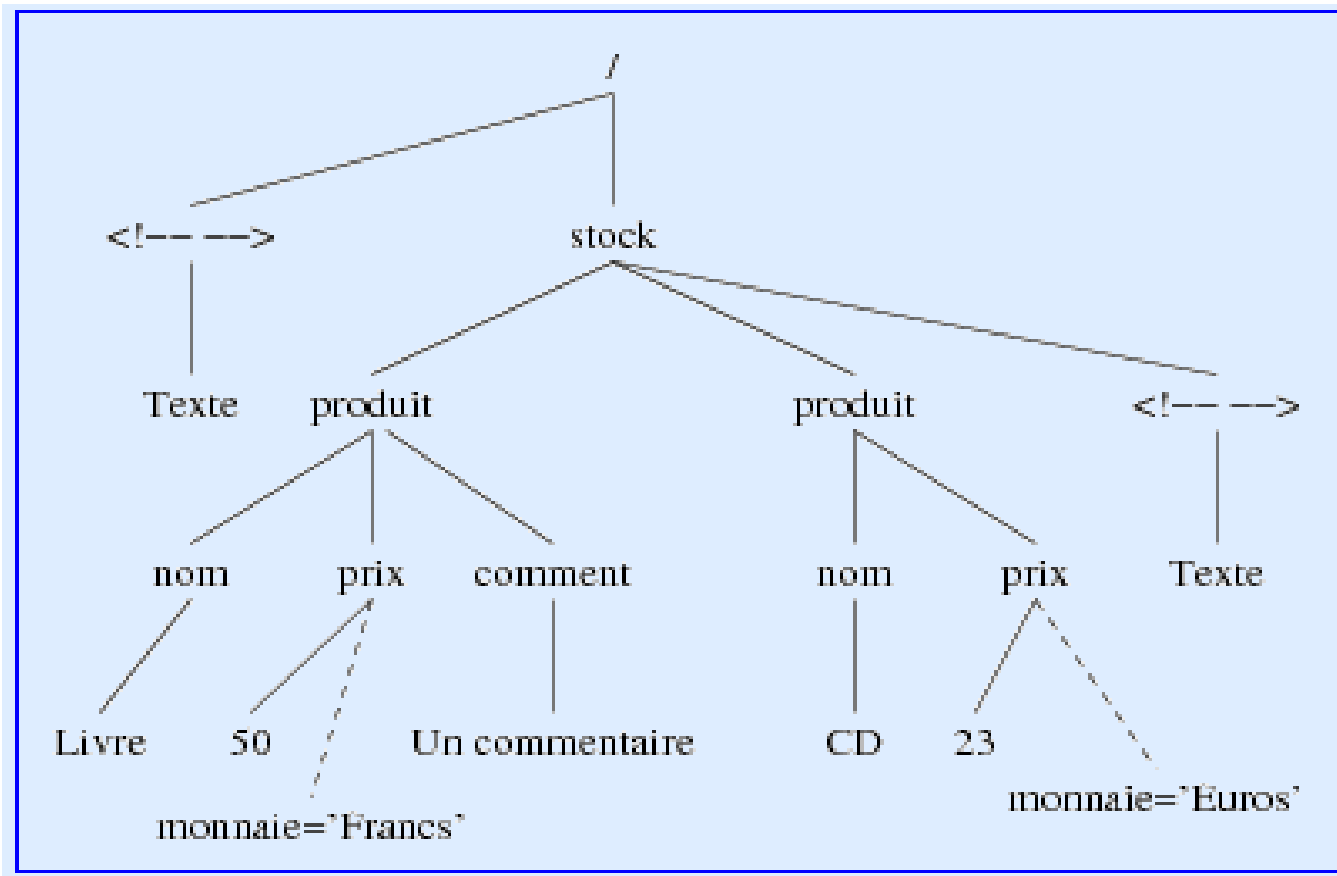 /
<!-- --> stock
Texte produit produit <!-- -->
nom prix comment nom prix Texte
Livre 50 Un commentaire CD 23
monnaie='Euros'
monnaie='Francs'